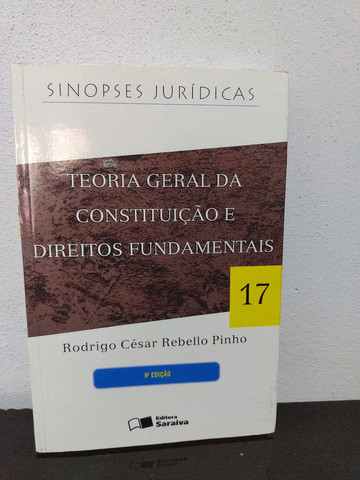 SINOPSES JURÍDICAS
TEORIA GERAL DA
CONSTITUIÇÃO E
DIREITOS FUNDAMENTAIS
17
Rodrigo César Rebello Pinho
9ª EDIÇÃO
Editora
Saraiva